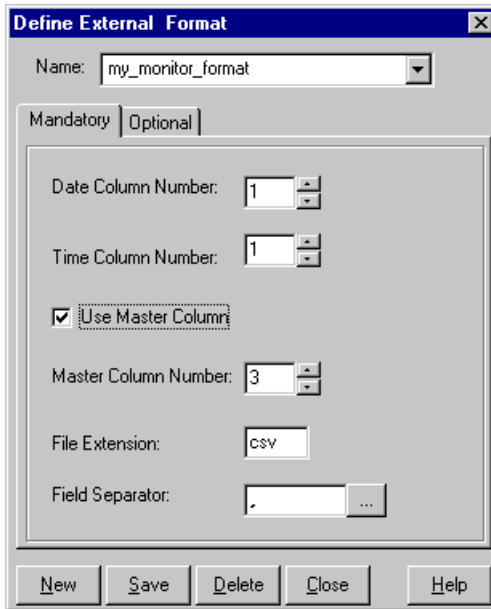 Define External Format
Name: my_monitor_format
Mandatory Optional
Date Column Number: 1
Time Column Number: 1
Use Master Column
Master Column Number: 3
File Extension: csv
Field Separator: , ...
New Save Delete Close Help